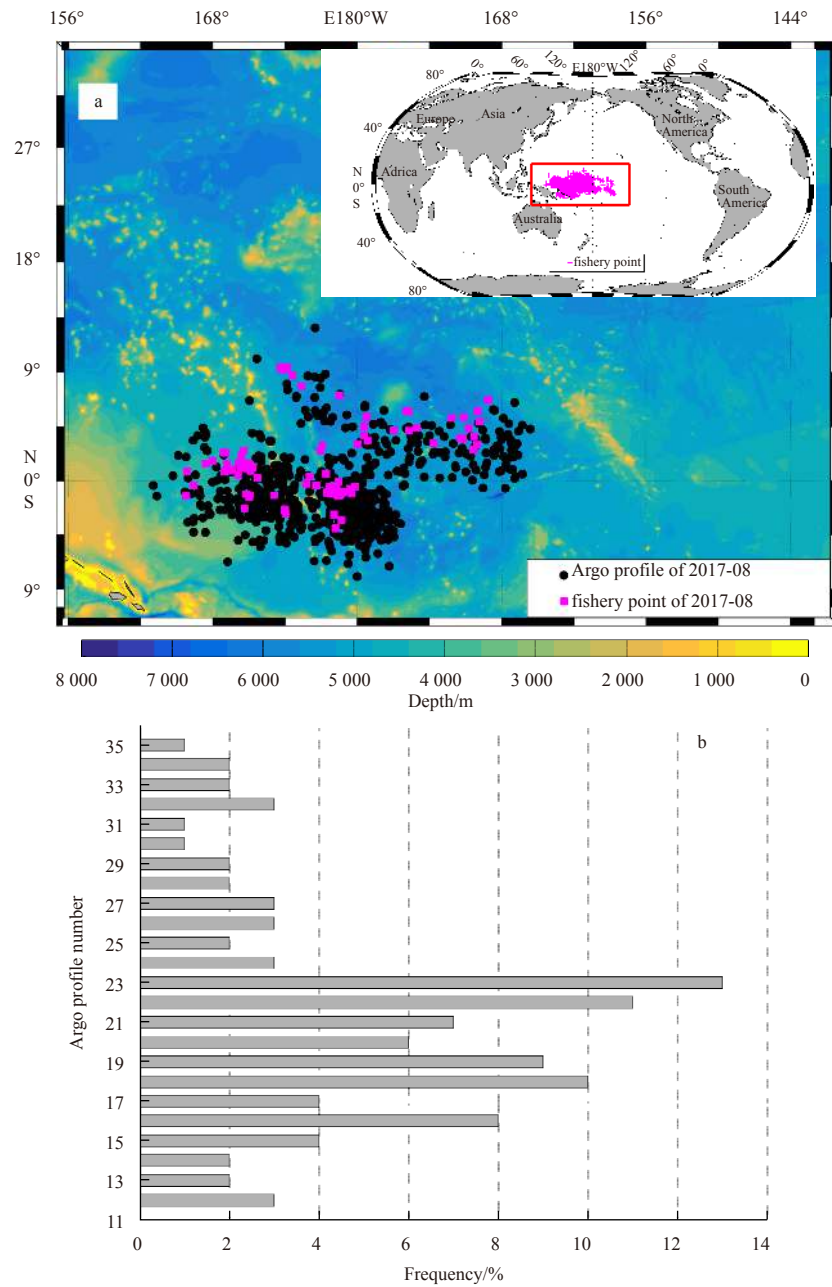 156° 168° E180°W 168° 156° 144°
a
27°
18°
9°
N
0°
S
9°
0° 60° 120° E180°W 120° 60° 0°
80°
40°
N
0°
S
40°
80°
Europe
Asia
North
America
Adrica
South
America
Australia
fishery point
Argo profile of 2017-08
fishery point of 2017-08
8 000 7 000 6 000 5 000 4 000 3 000 2 000 1 000 0
Depth/m
b
35
33
31
29
27
25
23
21
19
17
15
13
11
Argo profile number
0 2 4 6 8 10 12 14
Frequency/%